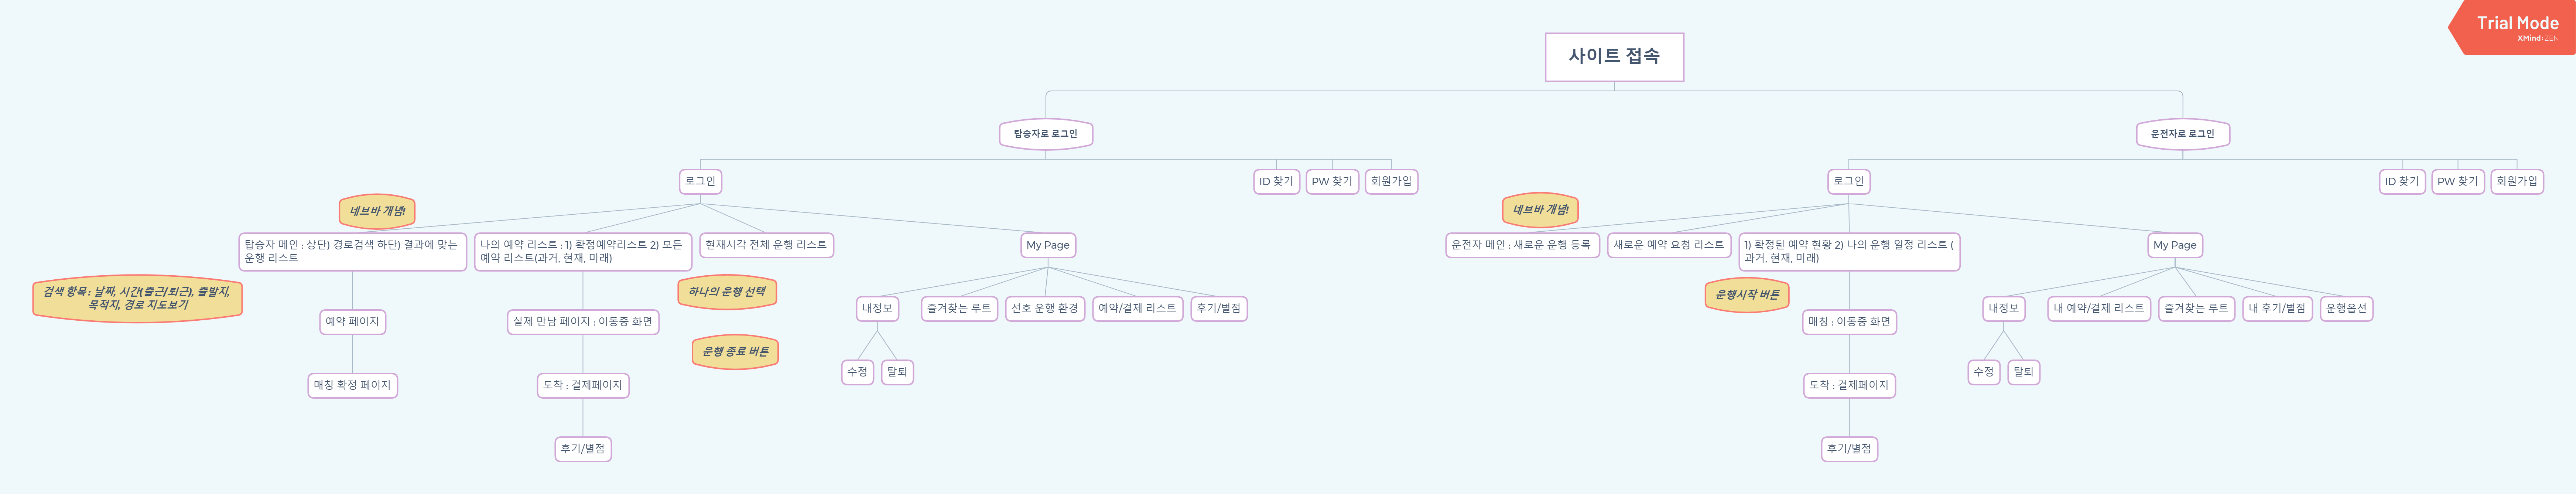 Trial Mode
XMind:ZEN
사이트 접속
탑승자로 로그인
운전자로 로그인
로그인
ID 찾기
PW 찾기
회원가입
로그인
ID 찾기
PW 찾기
회원가입
네브바 개념!
탑승자 메인 : 상단) 경로검색 하단) 결과에 맞는
운행 리스트
나의 예약 리스트 : 1) 확정예약리스트 2) 모든
예약 리스트(과거, 현재, 미래)
현재시각 전체 운행 리스트
My Page
검색 항목 : 날짜, 시간(출근/퇴근), 출발지,
목적지, 경로 지도보기
하나의 운행 선택
예약 페이지
실제 만남 페이지 : 이동중 화면
내정보
즐겨찾는 루트
선호 운행 환경
예약/결제 리스트
후기/별점
운행 종료 버튼
매칭 확정 페이지
도착 : 결제페이지
수정
탈퇴
후기/별점
네브바 개념!
운전자 메인 : 새로운 운행 등록
새로운 예약 요청 리스트
1) 확정된 예약 현황 2) 나의 운행 일정 리스트 (
과거, 현재, 미래)
My Page
운행시작 버튼
매칭 : 이동중 화면
내정보
내 예약/결제 리스트
즐겨찾는 루트
내 후기/별점
운행옵션
도착 : 결제페이지
수정
탈퇴
후기/별점